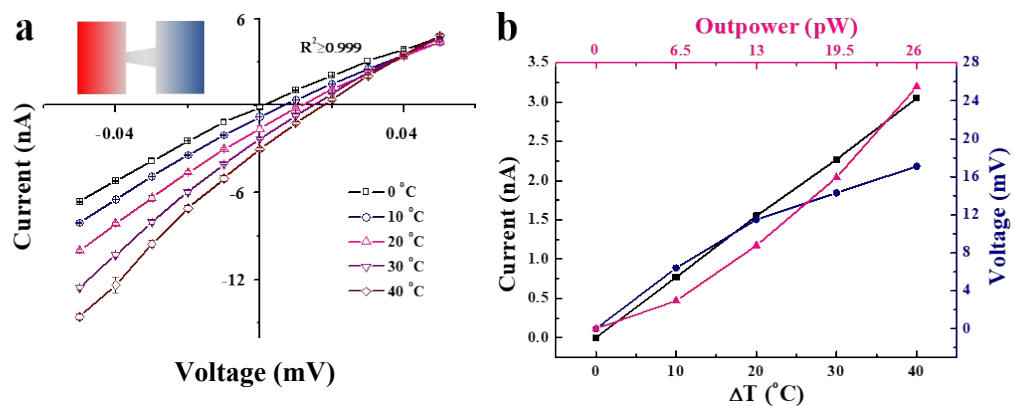 a
R²≥0.999
6
-6
-12
-0.04
0.04
Current (nA)
Voltage (mV)
0 °C
10 °C
20 °C
30 °C
40 °C
b
Outpower (pW)
0 6.5 13 19.5 26
3.5
3.0
2.5
2.0
1.5
1.0
0.5
0.0
Current (nA)
28
24
20
16
12
8
4
0
-4
Voltage (mV)
0 10 20 30 40
ΔT (°C)